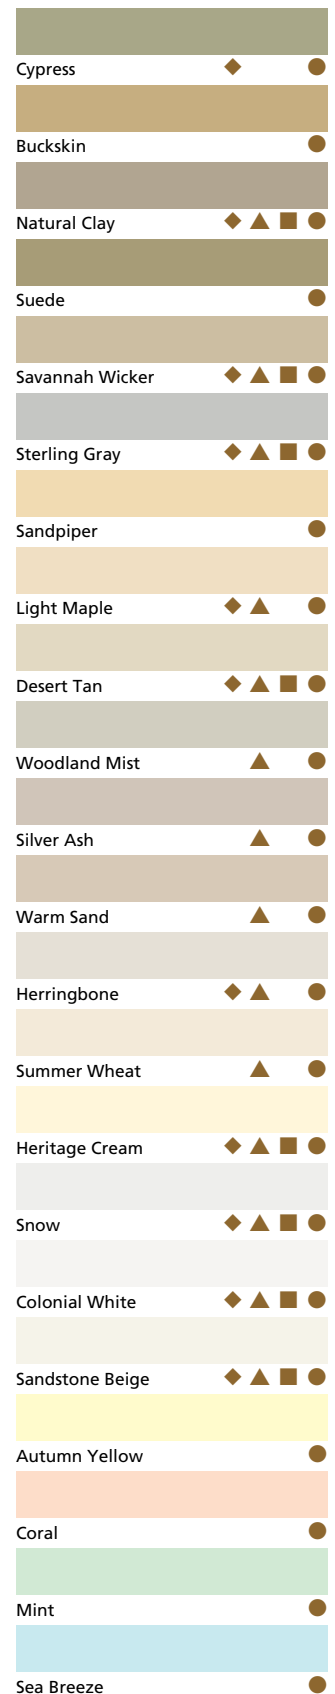 Cypress
Buckskin
Natural Clay
Suede
Savannah Wicker
Sterling Gray
Sandpiper
Light Maple
Desert Tan
Woodland Mist
Silver Ash
Warm Sand
Herringbone
Summer Wheat
Heritage Cream
Snow
Colonial White
Sandstone Beige
Autumn Yellow
Coral
Mint
Sea Breeze